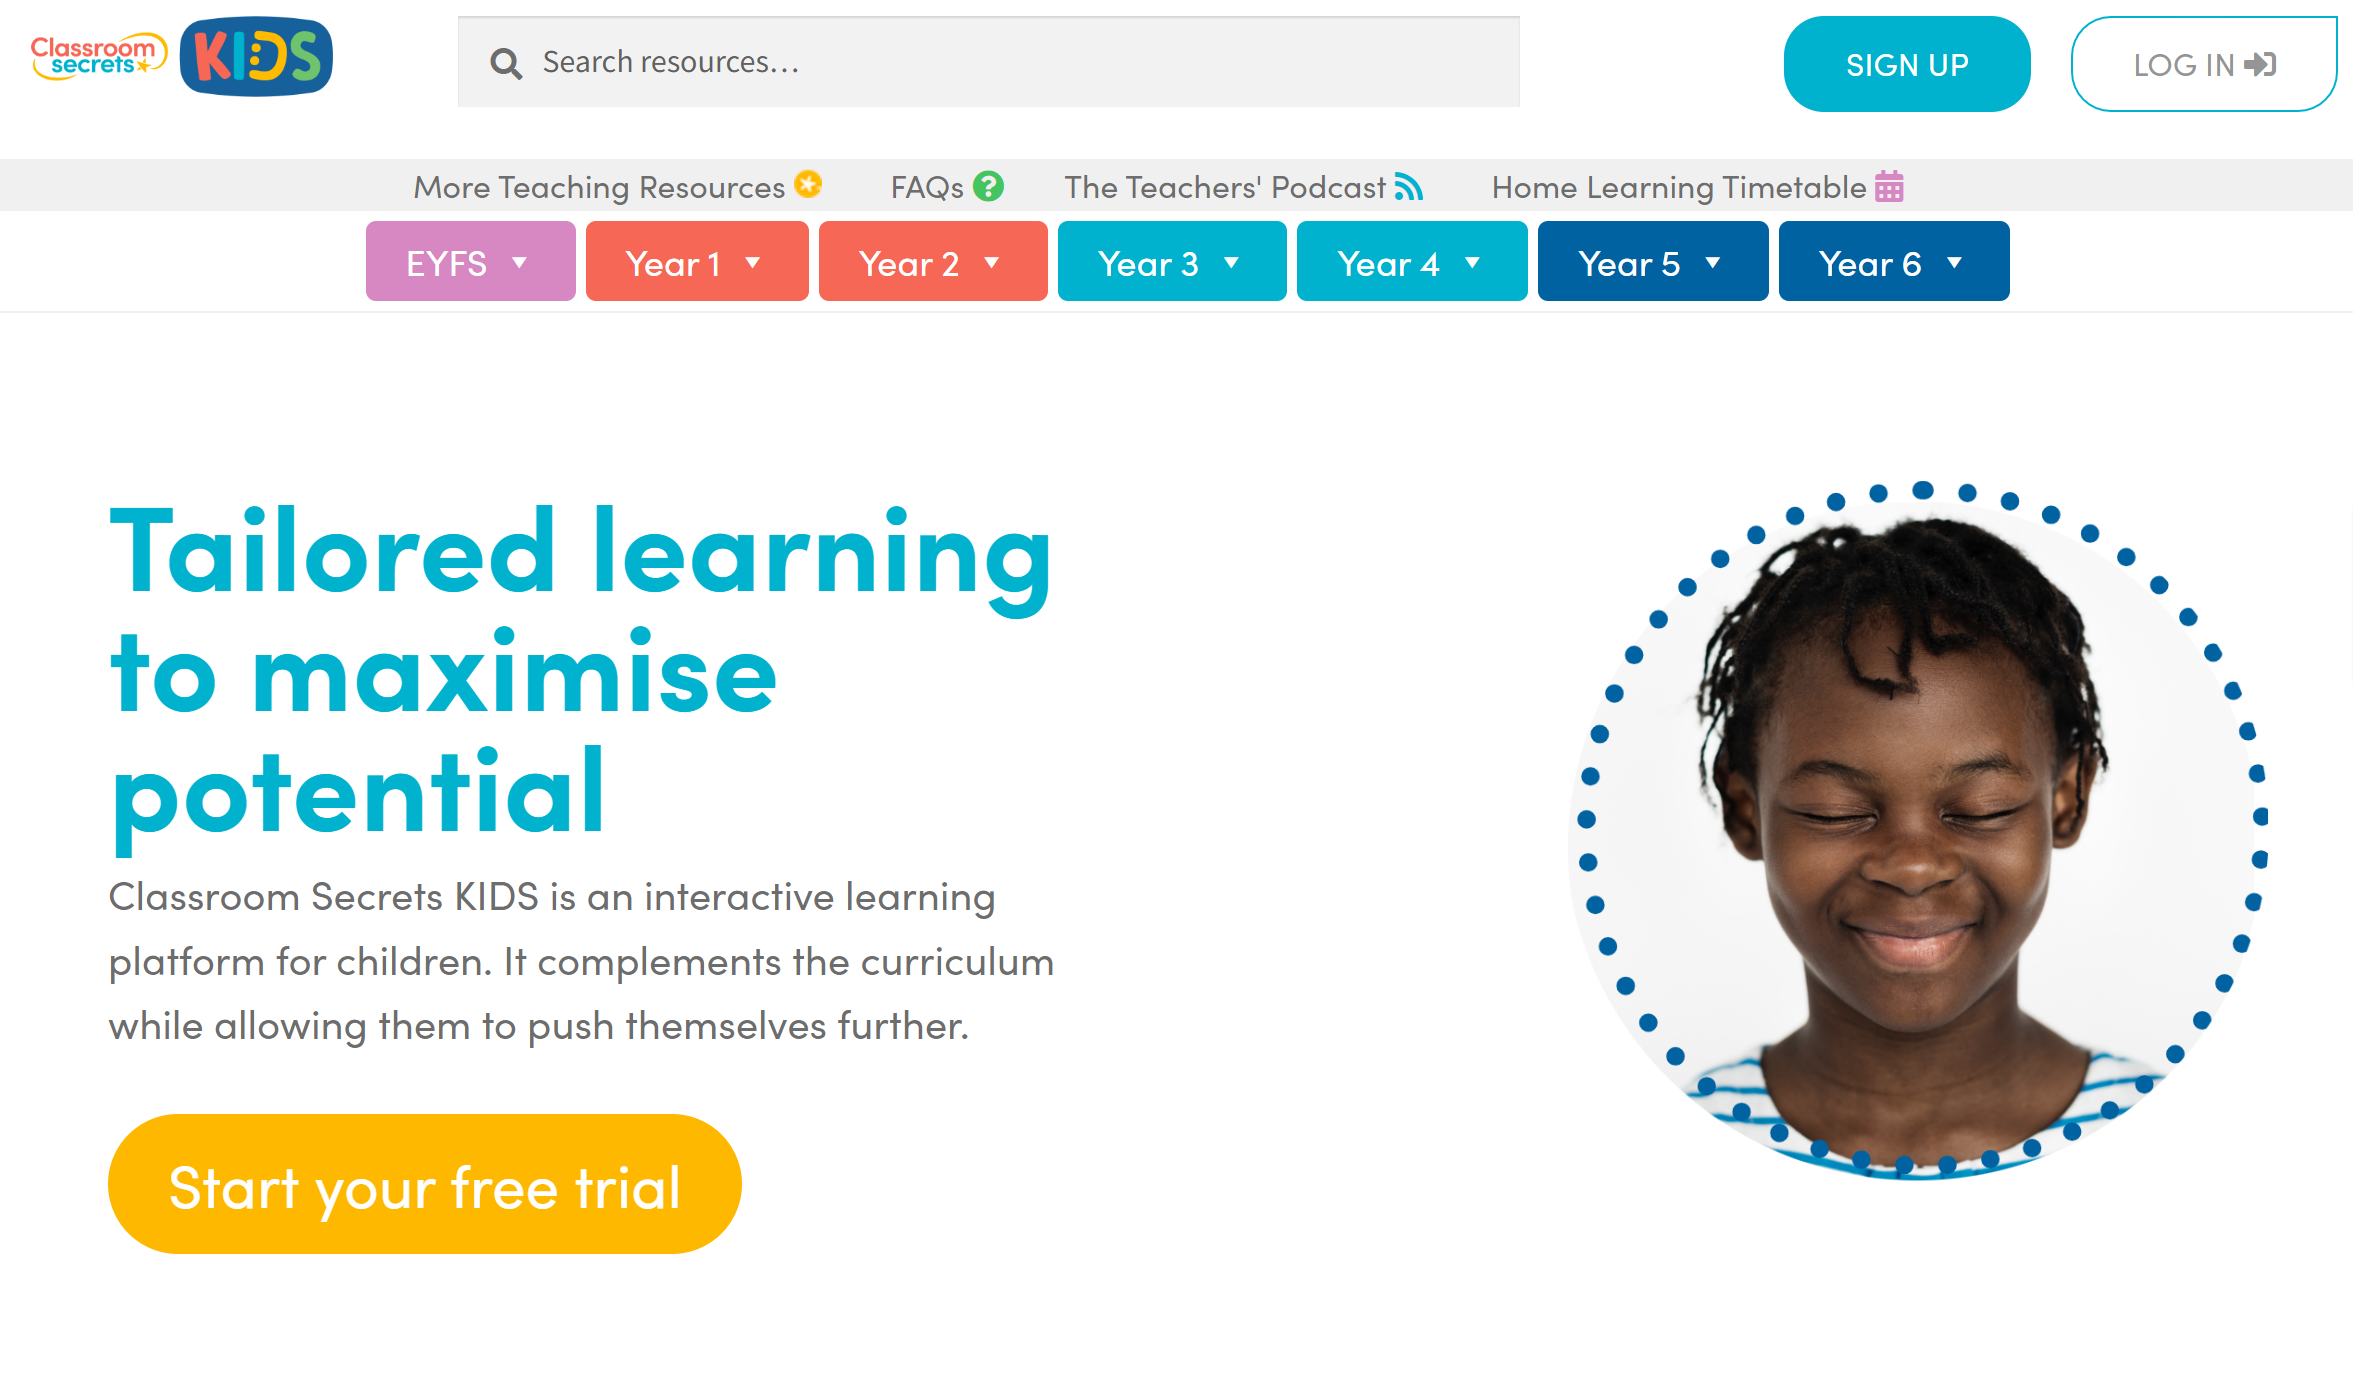 Classroom
secrets
KIDS
Search resources...
SIGN UP
LOG IN
More Teaching Resources
FAQs
The Teachers' Podcast
Home Learning Timetable
EYFS
Year 1
Year 2
Year 3
Year 4
Year 5
Year 6
Tailored learning
to maximise
potential
Classroom Secrets KIDS is an interactive learning
platform for children. It complements the curriculum
while allowing them to push themselves further.
Start your free trial